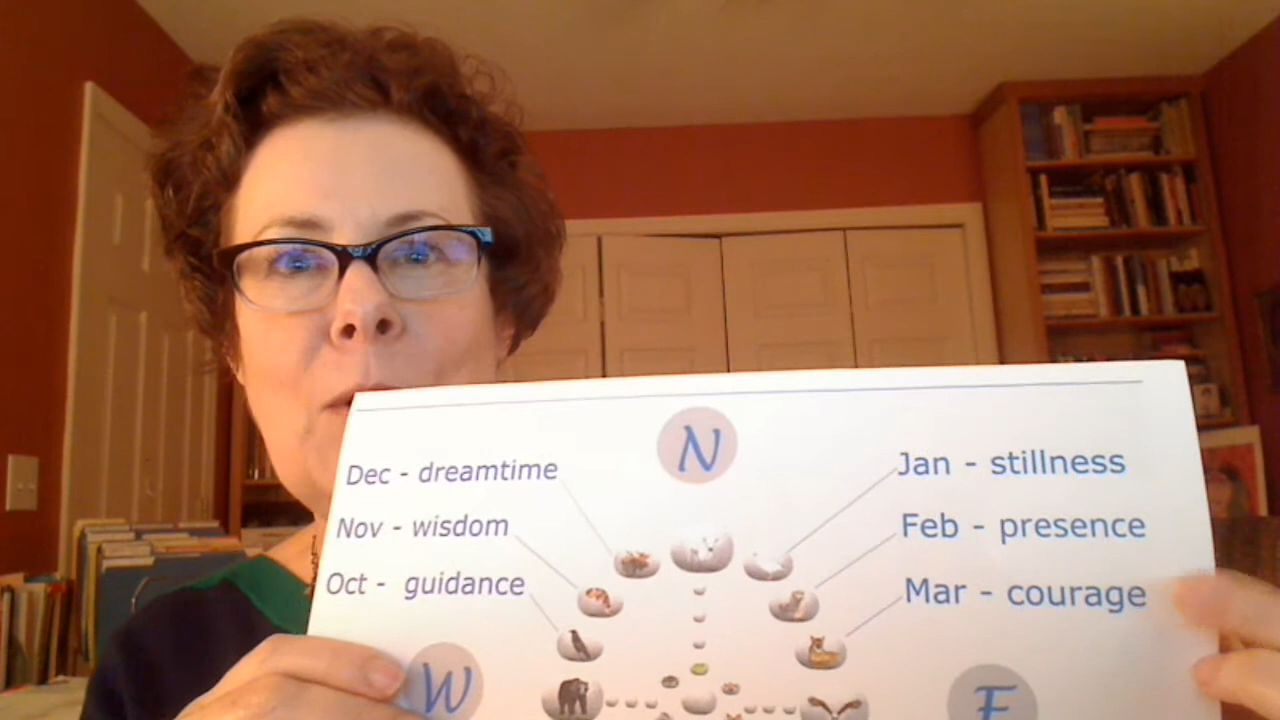 N
Dec - dreamtime
Jan - stillness
Nov - wisdom
Feb - presence
Oct - guidance
Mar - courage
W
E